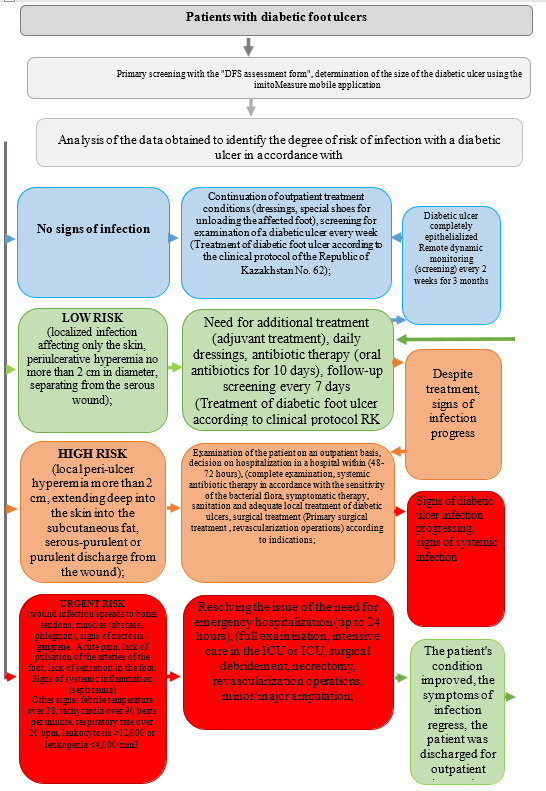 Patients with diabetic foot ulcers
Primary screening with the "DFS assessment form", determination of the size of the diabetic ulcer using the
imitoMeasure mobile application
Analysis of the data obtained to identify the degree of risk of infection with a diabetic
ulcer in accordance with
No signs of infection
Continuation of outpatient treatment
conditions (dressings, special shoes for
unloading the affected foot), screening for
examination of a diabetic ulcer every week
(Treatment of diabetic foot ulcer according to
the clinical protocol of the Republic of
Kazakhstan No. 62);
Diabetic ulcer
completely
epithelialized
Remote dynamic
monitoring
(screening) every 2
weeks for 3 months
LOW RISK
(localized infection
affecting only the skin,
periulcerative hyperemia no
more than 2 cm in diameter,
separating from the serous
wound);
Need for additional treatment
(adjuvant treatment), daily
dressings, antibiotic therapy (oral
antibiotics for 10 days), follow-up
screening every 7 days
(Treatment of diabetic foot ulcer
according to clinical protocol RK
Despite
treatment,
signs of
infection
progress
HIGH RISK
(local peri-ulcer
hyperemia more than 2
cm, extending deep into
the skin into the
subcutaneous fat,
serous-purulent or
purulent discharge from
the wound);
Examination of the patient on an outpatient basis,
decision on hospitalization in a hospital within (48-
72 hours), (complete examination, systemic
antibiotic therapy in accordance with the sensitivity
of the bacterial flora, symptomatic therapy,
sanitation and adequate local treatment of diabetic
ulcers, surgical treatment (Primary surgical
treatment , revascularization operations) according
to indications;
Signs of diabetic
ulcer infection
progressing,
signs of systemic
infection
URGENT RISK
(wound infection spreads to bones,
tendons, muscles (abscess,
phlegmon), signs of necrosis /
gangrene. Acute pain, lack of
pulsation of the arteries of the
foot, lack of sensation in the foot.
Signs of systemic inflammation
(septicemia)
Other signs: febrile temperature
over 38, tachycardia over 90 beats
per minute, respiratory rate over
20 bpm, leukocytosis >12,000 or
leukopenia <4,000/mm3
Resolving the issue of the need for
emergency hospitalization (up to 24
hours), (full examination, intensive
care in the ICU or ICU, surgical
debridement, necrectomy,
revascularization operations,
minor/major amputation;
The patient's
condition
improved, the
symptoms of
infection
regress, the
patient was
discharged for
outpatient